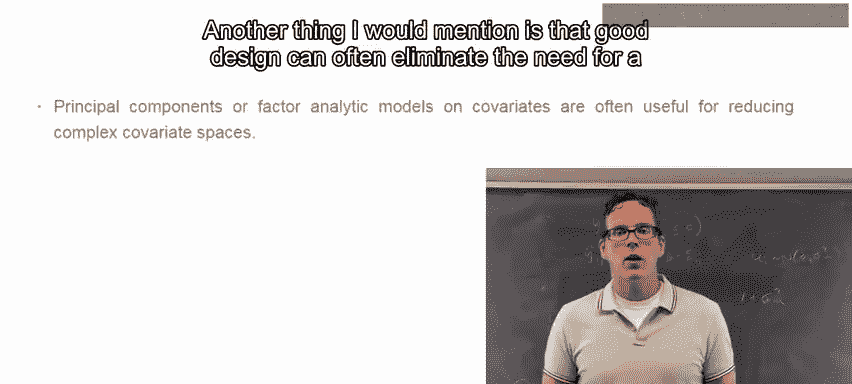 Another thing I would mention is that good
design can often eliminate the need for a
• Principal components or factor analytic models on covariates are often useful for reducing
complex covariate spaces.